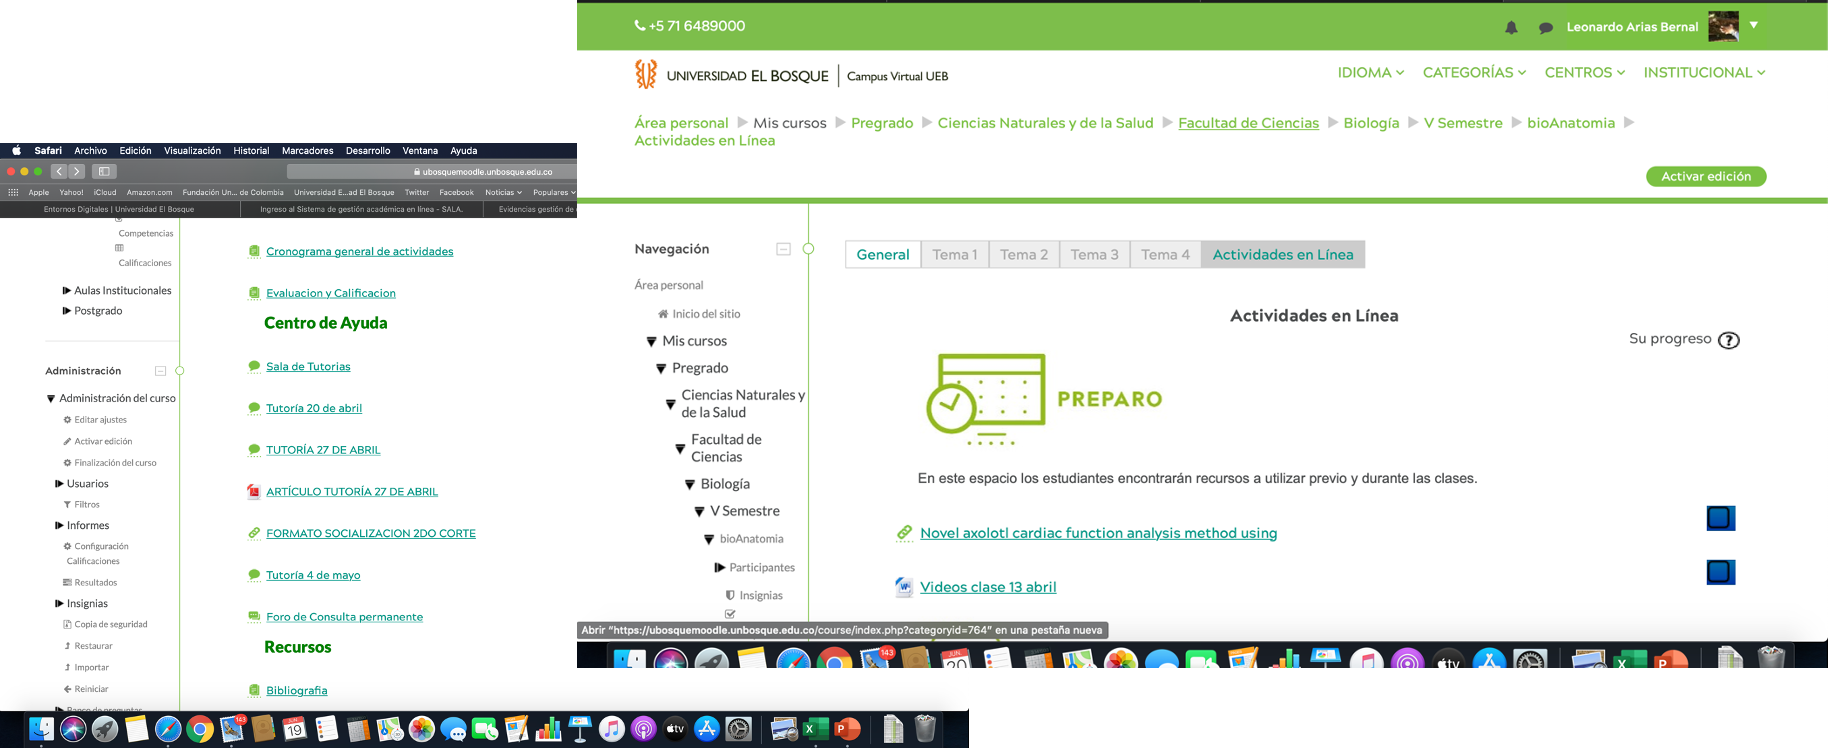 Safari Archivo Edición Visualización Historial Marcadores Desarrollo Ventana Ayuda
ubosquemoodle.unbosque.edu.co
Apple Yahoo! iCloud Amazon.com Fundación Un... de Colombia Universidad E...ad El Bosque Twitter Facebook Noticias Populares
Entornos Digitales | Universidad El Bosque Ingreso al Sistema de gestión académica en línea - SALA. Evidencias gestión de
Competencias
Calificaciones
Aulas Institucionales
Postgrado
Administración
Administración del curso
Editar ajustes
Activar edición
Finalización del curso
Usuarios
Filtros
Informes
Configuración
Calificaciones
Resultados
Insignias
Copia de seguridad
Restaurar
Importar
Reiniciar
Banco de preguntas
Cronograma general de actividades
Evaluacion y Calificacion
Centro de Ayuda
Sala de Tutorias
Tutoría 20 de abril
TUTORÍA 27 DE ABRIL
ARTÍCULO TUTORÍA 27 DE ABRIL
FORMATO SOCIALIZACION 2DO CORTE
Tutoría 4 de mayo
Foro de Consulta permanente
Recursos
Bibliografia
143
JUN
19
tv
X
P
+5 71 6489000
Leonardo Arias Bernal
UNIVERSIDAD EL BOSQUE | Campus Virtual UEB
IDIOMA CATEGORÍAS CENTROS INSTITUCIONAL
Área personal Mis cursos Pregrado Ciencias Naturales y de la Salud Facultad de Ciencias Biología V Semestre bioAnatomia
Actividades en Línea
Activar edición
Navegación
Área personal
Inicio del sitio
Mis cursos
Pregrado
Ciencias Naturales y
de la Salud
Facultad de
Ciencias
Biología
V Semestre
bioAnatomia
Participantes
Insignias
General Tema 1 Tema 2 Tema 3 Tema 4 Actividades en Línea
Actividades en Línea
Su progreso ?
PREPARO
En este espacio los estudiantes encontrarán recursos a utilizar previo y durante las clases.
Novel axolotl cardiac function analysis method using
Videos clase 13 abril
Abrir "https://ubosquemoodle.unbosque.edu.co/course/index.php?categoryid=764" en una pestaña nueva
143
JUN
20
tv
X
P